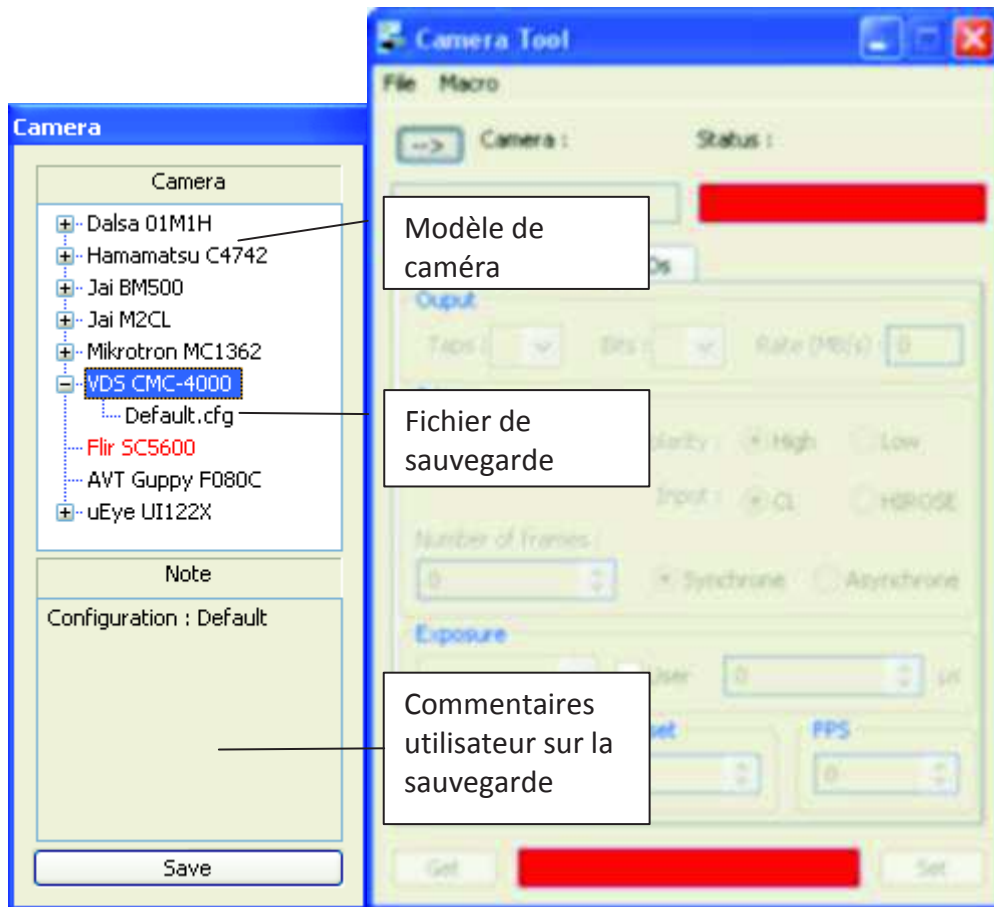 Camera
Camera
Dalsa 01M1H
Hamamatsu C4742
Jai BM500
Jai M2CL
Mikrotron MC1362
VDS CMC-4000
Default.cfg
Flir SC5600
AVT Guppy F080C
uEye UI122X
Note
Configuration : Default
Save
Camera Tool
File Macro
--> Camera : Status :
Modèle de
caméra
Ouput
Taps : Bits : Rate (MB/s) : 0
Fichier de
sauvegarde
High Low
Input : CL HIROSE
Number of frames :
0 Synchrone Asynchrone
Exposure
User 0 us
Commentaires
utilisateur sur la
sauvegarde
FPS
0
Get Set